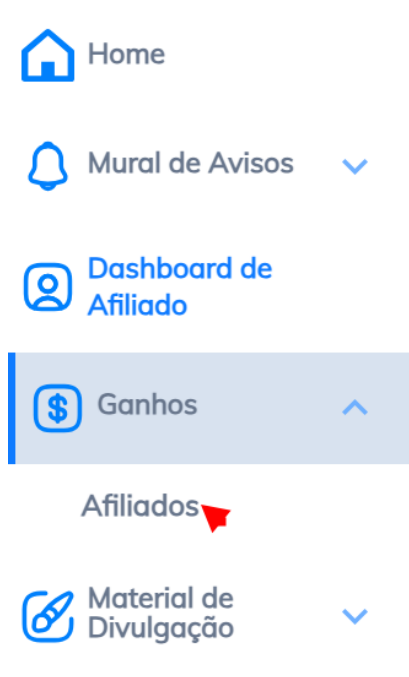 Home
Mural de Avisos
Dashboard de
Afiliado
$ Ganhos
Afiliados
Material de
Divulgação